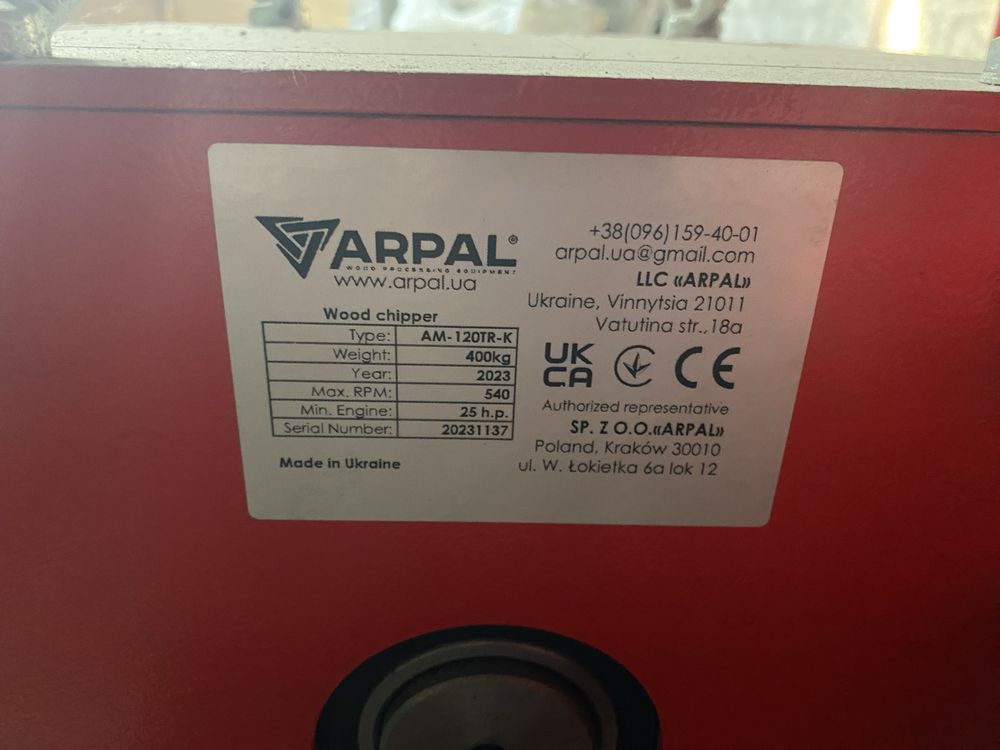 ARPAL®
WOOD PROCESSING EQUIPMENT
www.arpal.ua
Wood chipper
Type: AM-120TR-K
Weight: 400kg
Year: 2023
Max. RPM: 540
Min. Engine: 25 h.p.
Serial Number: 20231137
Made in Ukraine
+38(096)159-40-01
arpal.ua@gmail.com
LLC «ARPAL»
Ukraine, Vinnytsia 21011
Vatutina str.,18a
UK
CA
CE
Authorized representative
SP. Z O.O.«ARPAL»
Poland, Kraków 30010
ul. W. Łokietka 6a lok 12